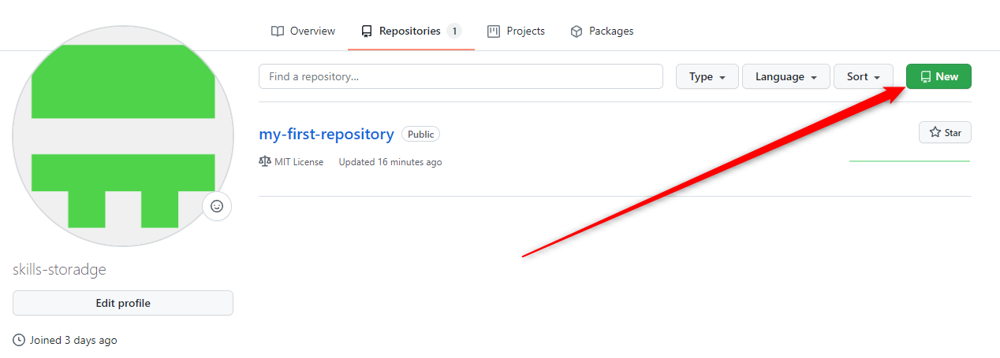 Overview Repositories 1 Projects Packages
Find a repository... Type Language Sort New
my-first-repository Public Star
MIT License Updated 16 minutes ago
skills-storadge
Edit profile
Joined 3 days ago